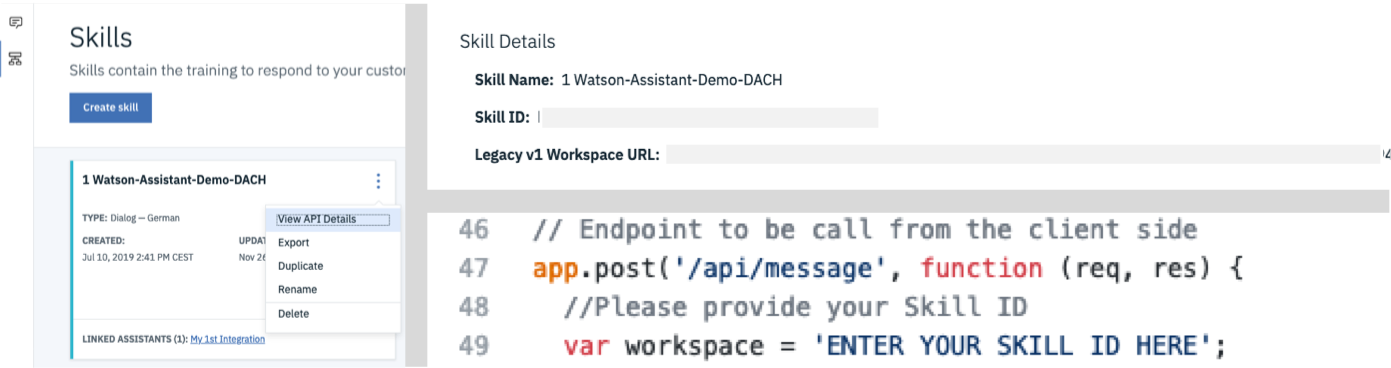 Skills
Skills contain the training to respond to your custor
Create skill
1 Watson-Assistant-Demo-DACH
TYPE: Dialog — German
CREATED:
UPDAT
Jul 10, 2019 2:41 PM CEST
Nov 26
View API Details
Export
Duplicate
Rename
Delete
LINKED ASSISTANTS (1): My 1st Integration
Skill Details
Skill Name: 1 Watson-Assistant-Demo-DACH
Skill ID:
Legacy v1 Workspace URL:
46 // Endpoint to be call from the client side
47 app.post('/api/message', function (req, res) {
48 //Please provide your Skill ID
49 var workspace = 'ENTER YOUR SKILL ID HERE';